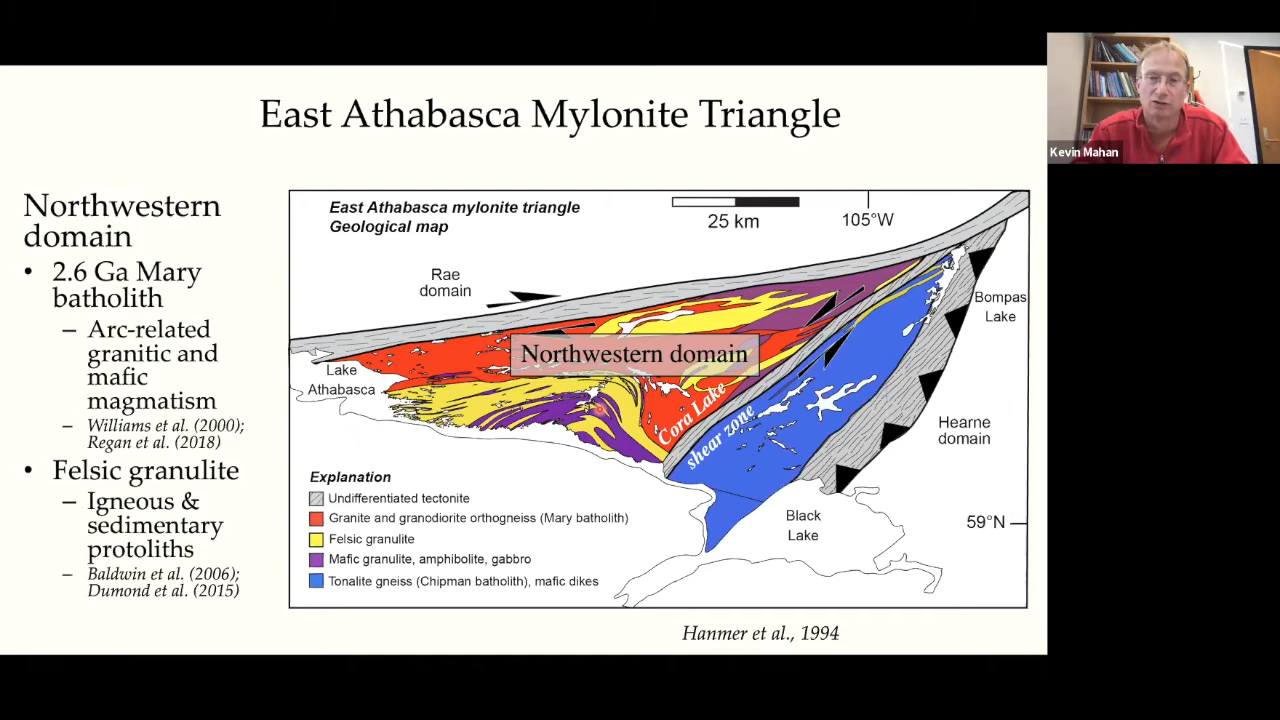 East Athabasca Mylonite Triangle
Kevin Mahan
Northwestern
domain
• 2.6 Ga Mary
batholith
– Arc-related
granitic and
mafic
magmatism
– Williams et al. (2000);
Regan et al. (2018)
• Felsic granulite
– Igneous &
sedimentary
protoliths
– Baldwin et al. (2006);
Dumond et al. (2015)
East Athabasca mylonite triangle
Geological map
25 km
105°W
Rae
domain
Bompas
Lake
Northwestern domain
Lake
Athabasca
Cora Lake
shear zone
Hearne
domain
Black
Lake
59°N
Explanation
Undifferentiated tectonite
Granite and granodiorite orthogneiss (Mary batholith)
Felsic granulite
Mafic granulite, amphibolite, gabbro
Tonalite gneiss (Chipman batholith), mafic dikes
Hanmer et al., 1994